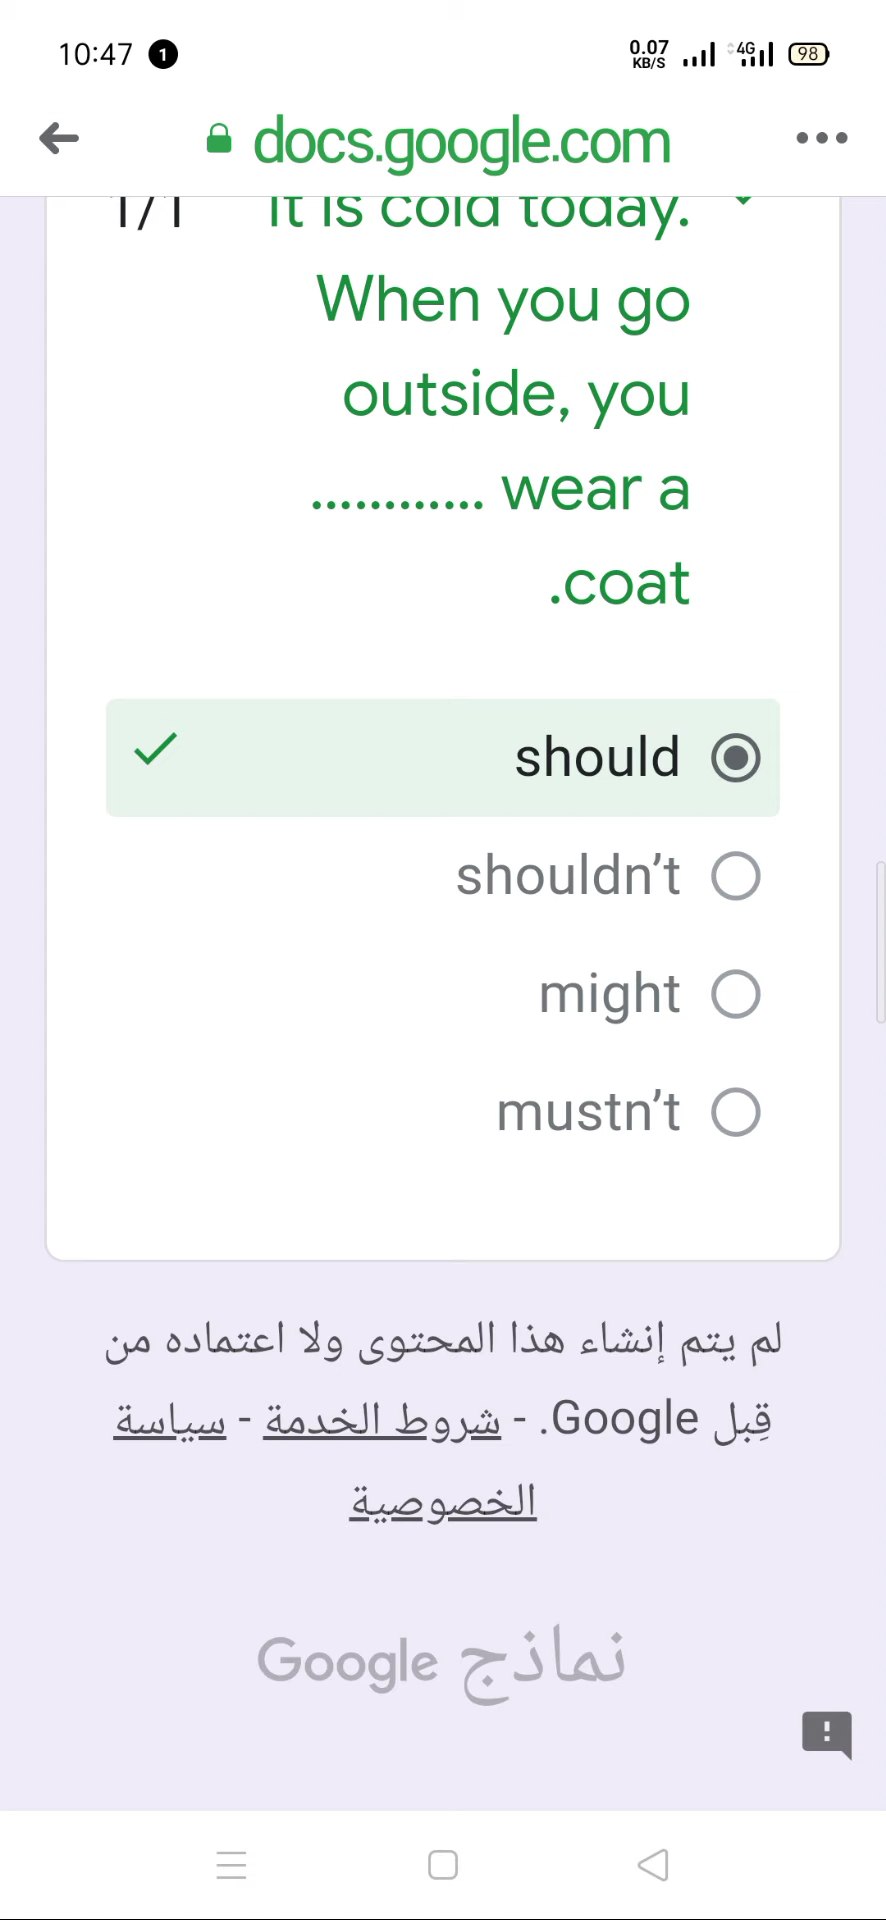 10:47 1 0.07 KB/S 4G 98
docs.google.com
1/1 It is cold today.
When you go
outside, you
............ wear a
.coat
should
shouldn't
might
mustn't
لم يتم إنشاء هذا المحتوى ولا اعتماده من
قِبل Google. - شروط الخدمة - سياسة
الخصوصية
نماذج Google